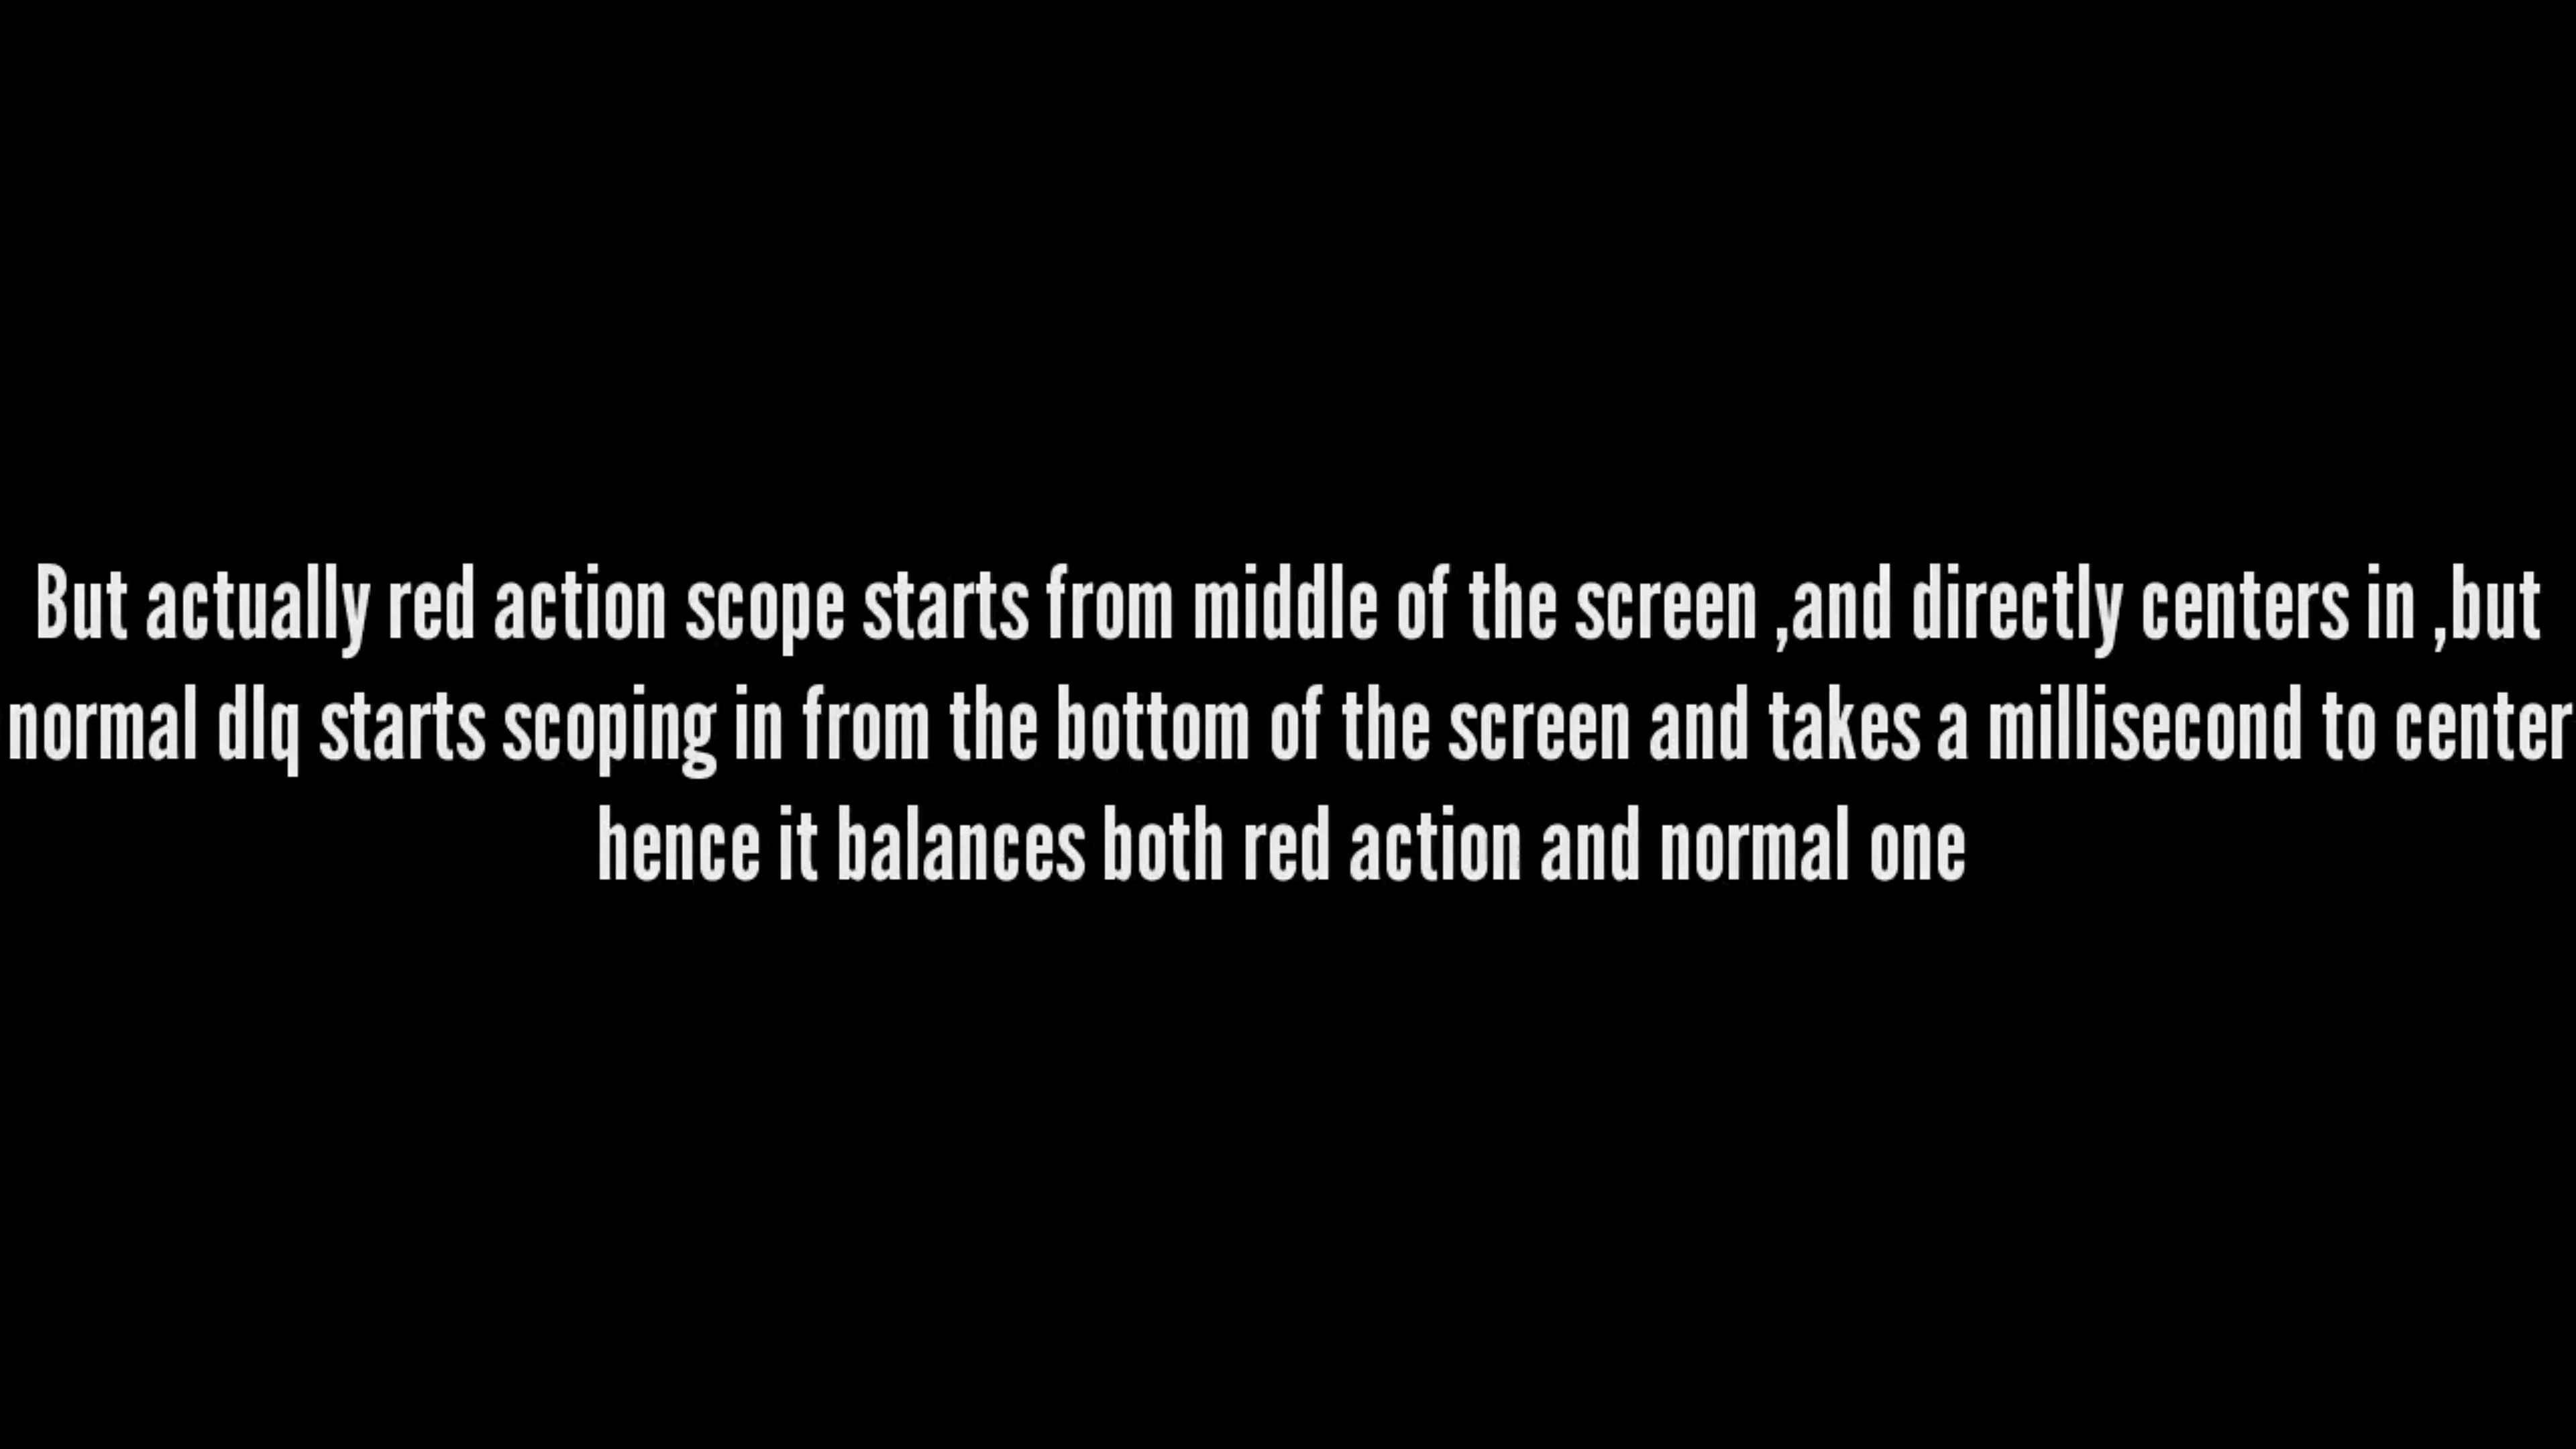 But actually red action scope starts from middle of the screen ,and directly centers in ,but
normal dlq starts scoping in from the bottom of the screen and takes a millisecond to center
hence it balances both red action and normal one